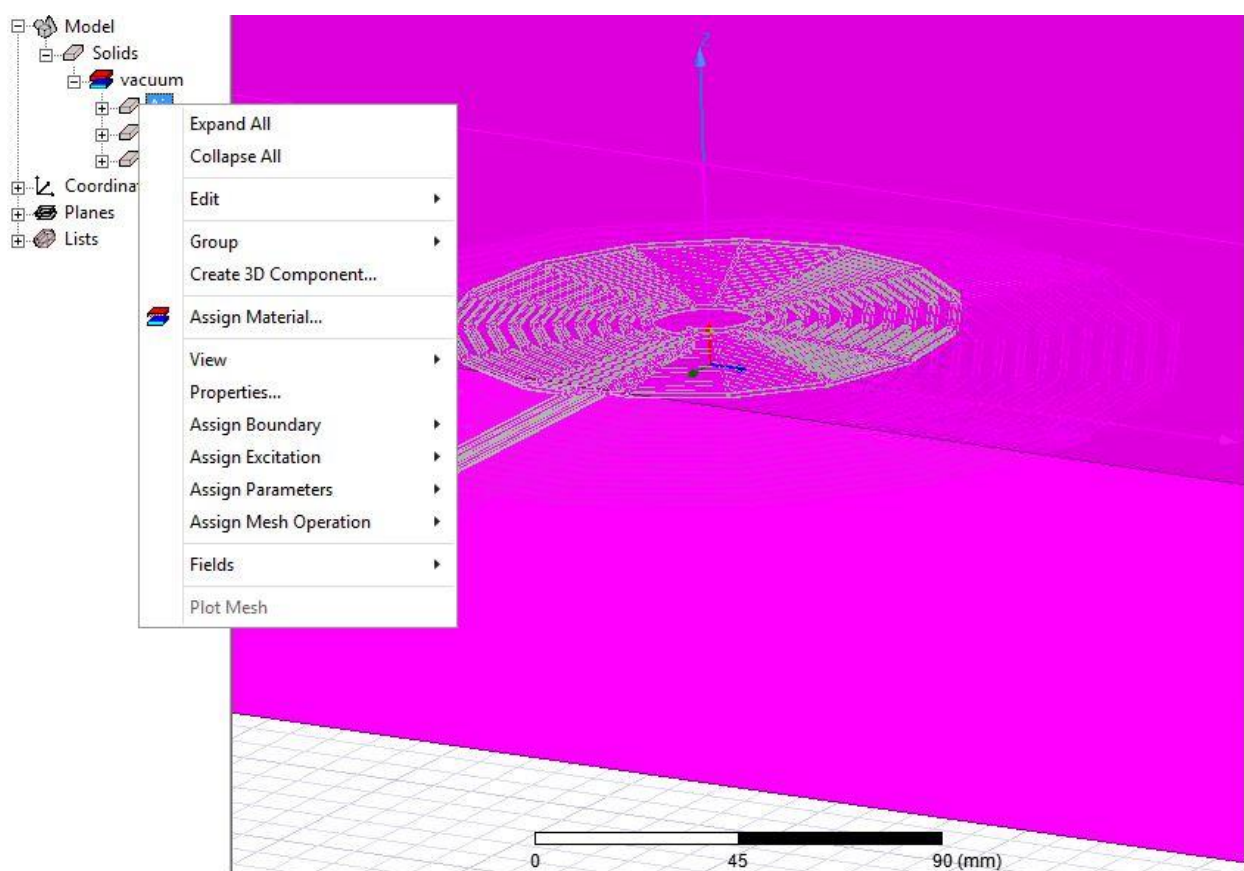 Model
Solids
vacuum
Coordina
Planes
Lists
Expand All
Collapse All
Edit
Group
Create 3D Component...
Assign Material...
View
Properties...
Assign Boundary
Assign Excitation
Assign Parameters
Assign Mesh Operation
Fields
Plot Mesh
Z
0 45 90 (mm)